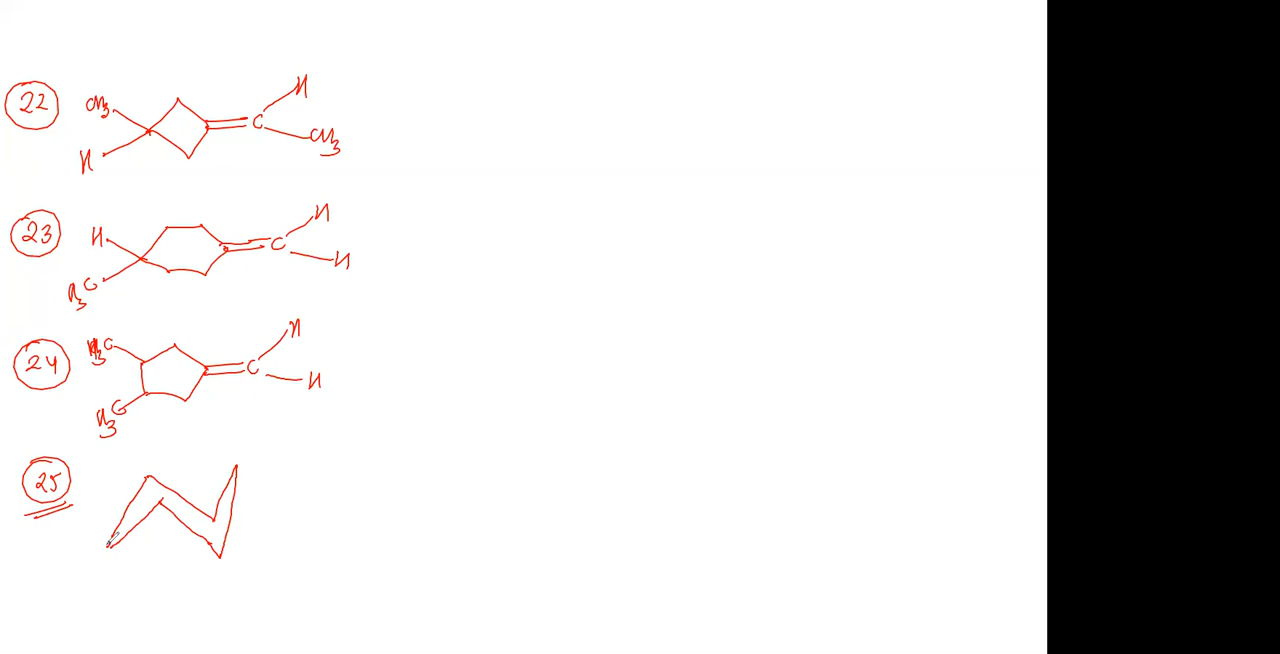 22 CH3 H
H C CH3
23 H H
H3C C H
24 H3C H
H3C C H
25